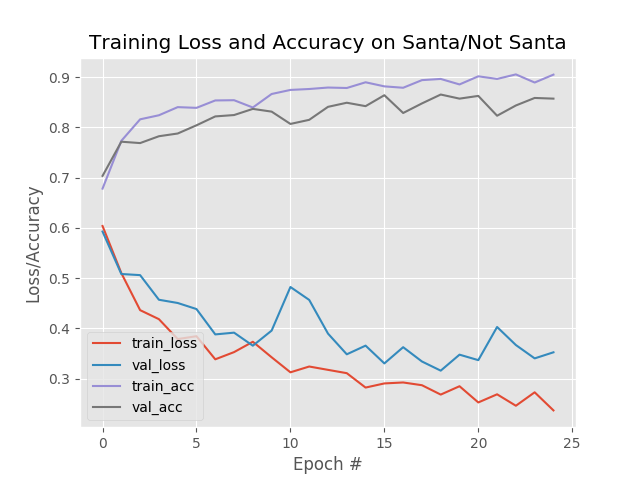 Training Loss and Accuracy on Santa/Not Santa
Loss/Accuracy
0.9
0.8
0.7
0.6
0.5
0.4
0.3
train_loss
val_loss
train_acc
val_acc
0 5 10 15 20 25
Epoch #